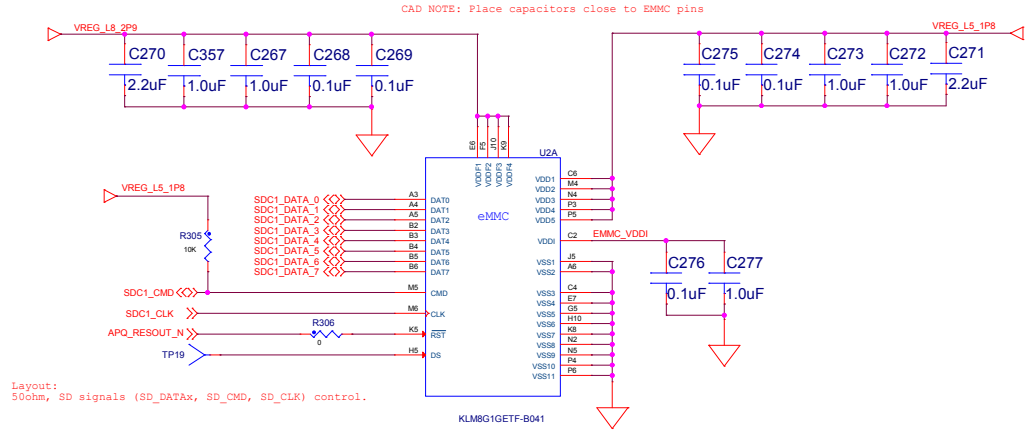 CAD NOTE: Place capacitors close to EMMC pins
VREG_L8_2P9
VREG_L5_1P8
C270
C357
C267
C268
C269
2.2uF
1.0uF
1.0uF
0.1uF
0.1uF
C275
C274
C273
C272
C271
0.1uF
0.1uF
1.0uF
1.0uF
2.2uF
E6
F5
J10
K9
VDDF1
VDDF2
VDDF3
VDDF4
U2A
eMMC
VREG_L5_1P8
R305
10K
SDC1_DATA_0 A3 DAT0
SDC1_DATA_1 A4 DAT1
SDC1_DATA_2 A5 DAT2
SDC1_DATA_3 B2 DAT3
SDC1_DATA_4 B3 DAT4
SDC1_DATA_5 B4 DAT5
SDC1_DATA_6 B5 DAT6
SDC1_DATA_7 B6 DAT7
SDC1_CMD M5 CMD
SDC1_CLK M6 CLK
APQ_RESOUT_N R306 0 K5 RST
TP19 H5 DS
VDD1 C6
VDD2 M4
VDD3 N4
VDD4 P3
VDD5 P5
VDDI C2 EMMC_VDDI
VSS1 J5
VSS2 A6
VSS3 C4
VSS4 E7
VSS5 G5
VSS6 H10
VSS7 K8
VSS8 N2
VSS9 N5
VSS10 P4
VSS11 P6
C276
C277
0.1uF
1.0uF
Layout:
50ohm, SD signals (SD_DATAx, SD_CMD, SD_CLK) control.
KLM8G1GETF-B041